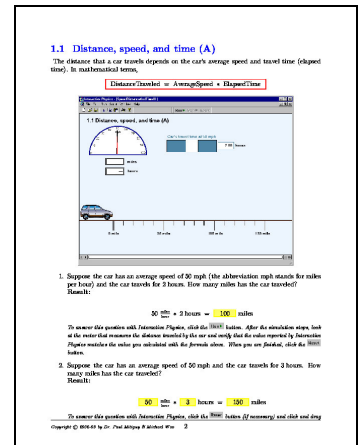 1.1 Distance, speed, and time (A)
The distance that a car travels depends on the car's average speed and travel time (elapsed
time). In mathematical terms,
DistanceTraveled = AverageSpeed * ElapsedTime
1.1 Distance, speed, and time (A)
miles
hours
1. Suppose the car has an average speed of 50 mph (the abbreviation mph stands for miles
per hour) and the car travels for 2 hours. How many miles has the car traveled?
Result:
50 miles/hour * 2 hours = 100 miles
To answer this question with Interactive Physics, click the button. After the simulation stops, look
at the meter that measures the distance traveled by the car and verify that the value reported by Interactive
Physics matches the value you calculated with the formula above. When you are finished, click the Reset
button.
2. Suppose the car has an average speed of 50 mph and the car travels for 3 hours. How
many miles has the car traveled?
Result:
50 miles/hour * 3 hours = 150 miles
To answer this question with Interactive Physics, click the Reset button (if necessary) and click and drag
Copyright © by Dr. Paul Mitiguy & Michael Woo 2